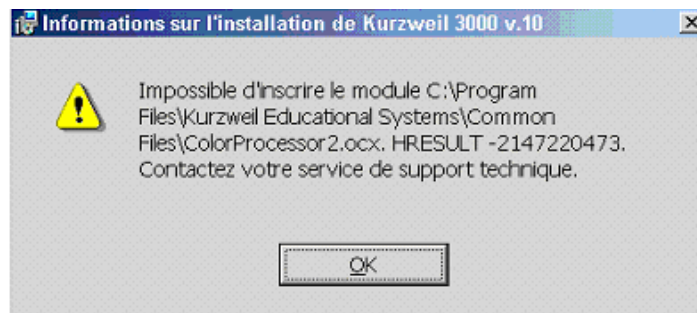 Informations sur l'installation de Kurzweil 3000 v.10
Impossible d'inscrire le module C:\Program
Files\Kurzweil Educational Systems\Common
Files\ColorProcessor2.ocx. HRESULT -2147220473.
Contactez votre service de support technique.
OK